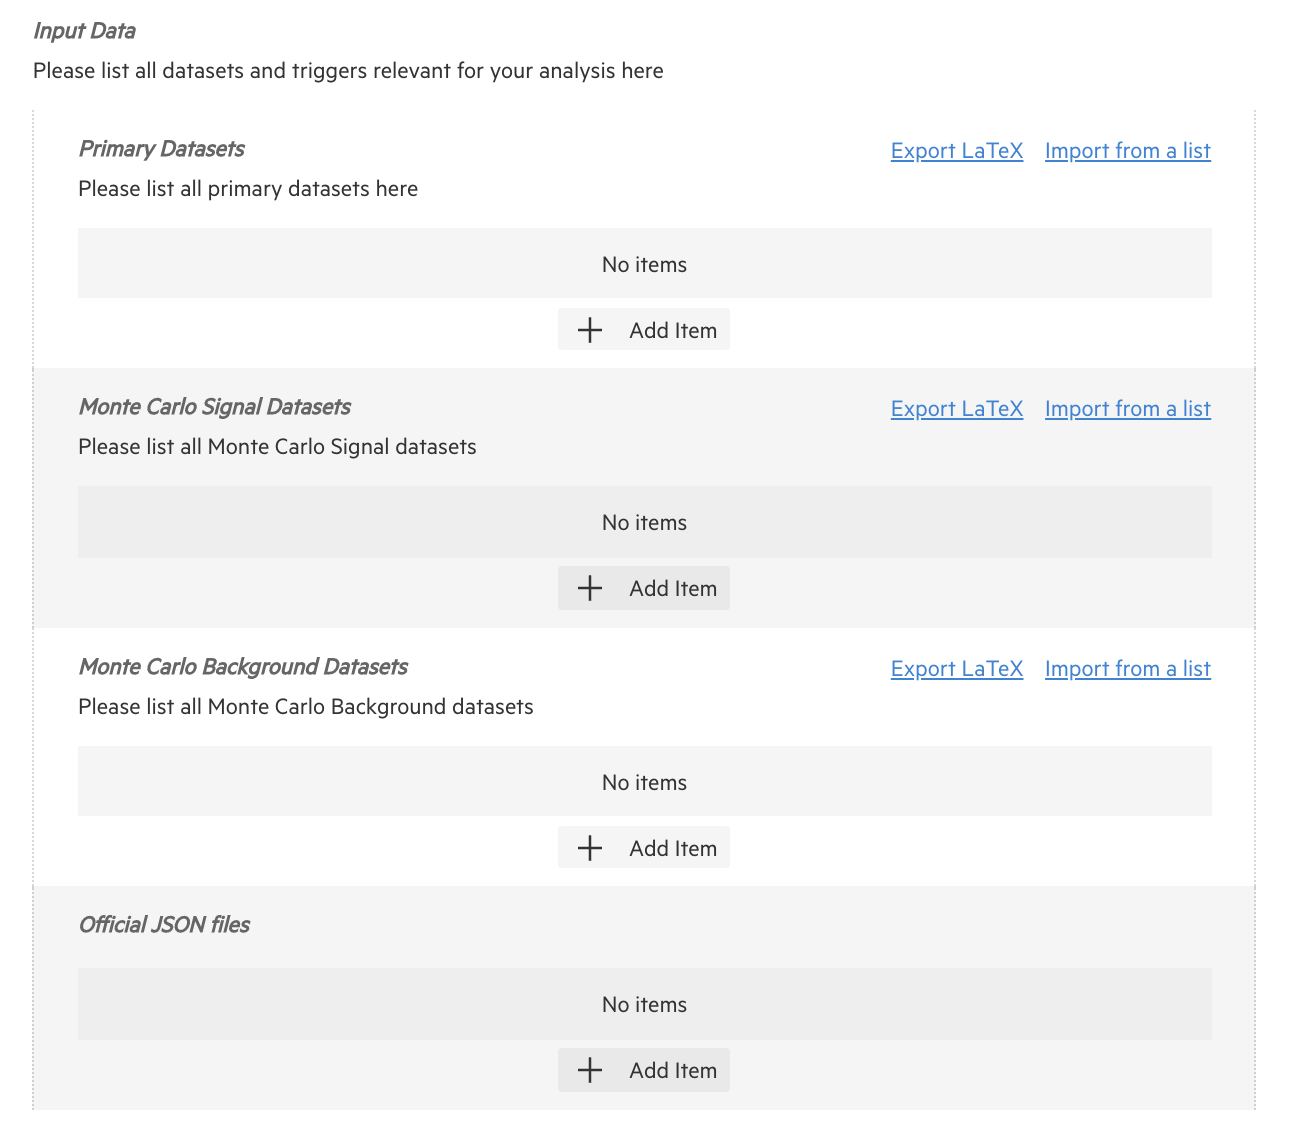 Input Data
Please list all datasets and triggers relevant for your analysis here
Primary Datasets Export LaTeX Import from a list
Please list all primary datasets here
No items
Add Item
Monte Carlo Signal Datasets Export LaTeX Import from a list
Please list all Monte Carlo Signal datasets
No items
Add Item
Monte Carlo Background Datasets Export LaTeX Import from a list
Please list all Monte Carlo Background datasets
No items
Add Item
Official JSON files
No items
Add Item